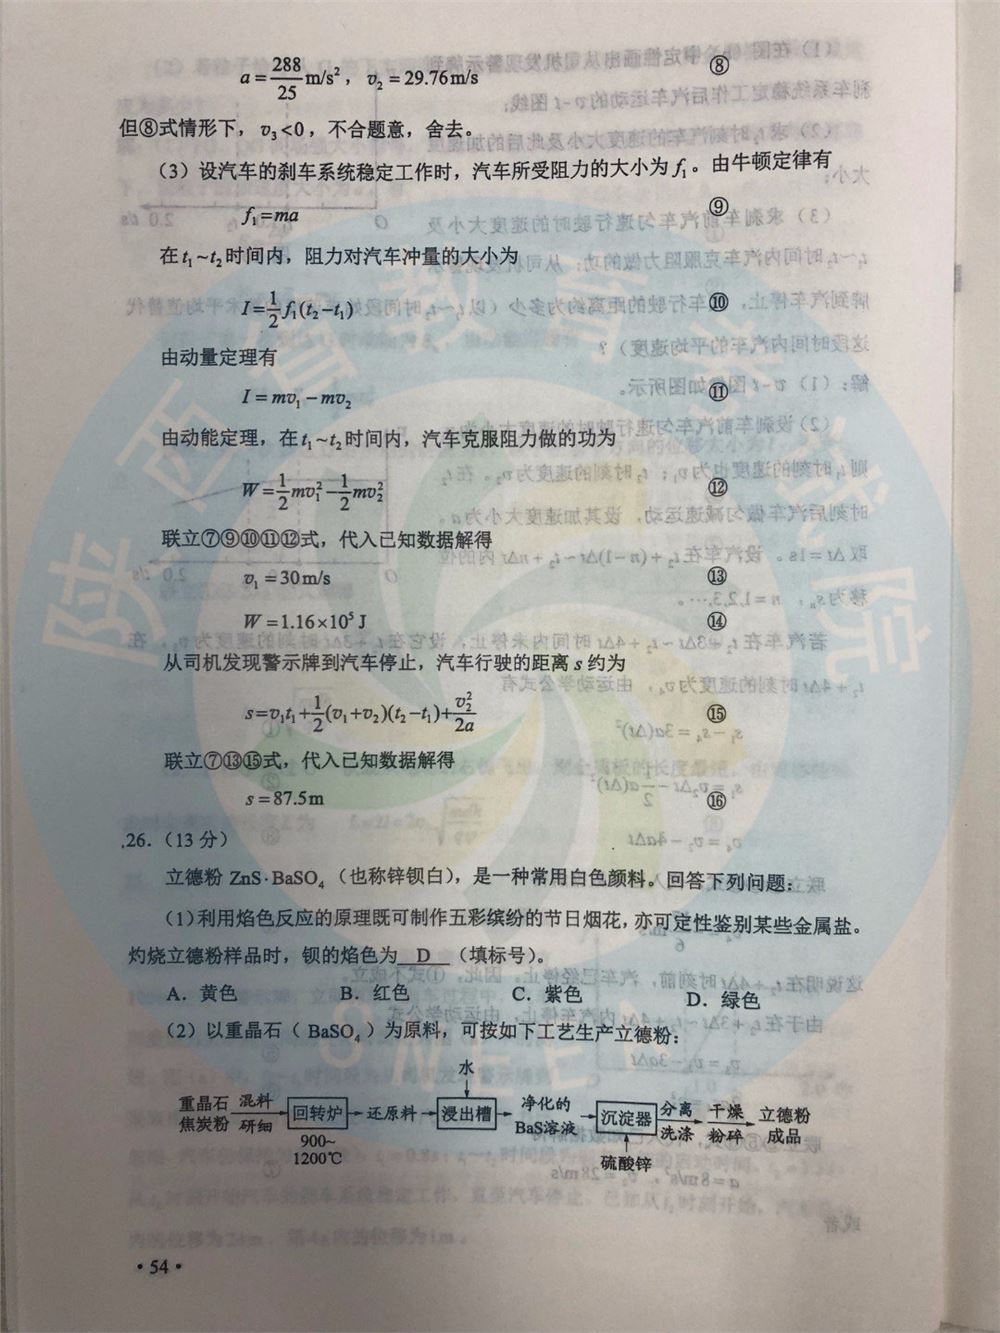 a = 288/25 m/s², v₂ = 29.76 m/s ⑧
但⑧式情形下，v₃<0，不合题意，舍去。
（3）设汽车的刹车系统稳定工作时，汽车所受阻力的大小为 f₁。由牛顿定律有
f₁=ma ⑨
在 t₁~t₂ 时间内，阻力对汽车冲量的大小为
I=1/2 f₁(t₂−t₁) ⑩
由动量定理有
I = mv₁ − mv₂ ⑪
由动能定理，在 t₁~t₂ 时间内，汽车克服阻力做的功为
W=1/2 mv₁²−1/2 mv₂² ⑫
联立⑦⑨⑩⑪⑫式，代入已知数据解得
v₁ = 30 m/s ⑬
W = 1.16×10⁵ J ⑭
从司机发现警示牌到汽车停止，汽车行驶的距离 s 约为
s=v₁t₁+1/2(v₁+v₂)(t₂−t₁)+v₂²/2a ⑮
联立⑦⑬⑮式，代入已知数据解得
s = 87.5 m ⑯
26.（13 分）
立德粉 ZnS·BaSO₄（也称锌钡白），是一种常用白色颜料。回答下列问题：
（1）利用焰色反应的原理既可制作五彩缤纷的节日烟花，亦可定性鉴别某些金属盐。
灼烧立德粉样品时，钡的焰色为 D （填标号）。
A．黄色 B．红色 C．紫色 D．绿色
（2）以重晶石（BaSO₄）为原料，可按如下工艺生产立德粉：
水
重晶石 混料 回转炉 还原料 浸出槽 净化的 沉淀器 分离 干燥 立德粉
焦炭粉 研细 BaS溶液 洗涤 粉碎 成品
900~
1200℃
硫酸锌
·54·
陕西省教育考试院